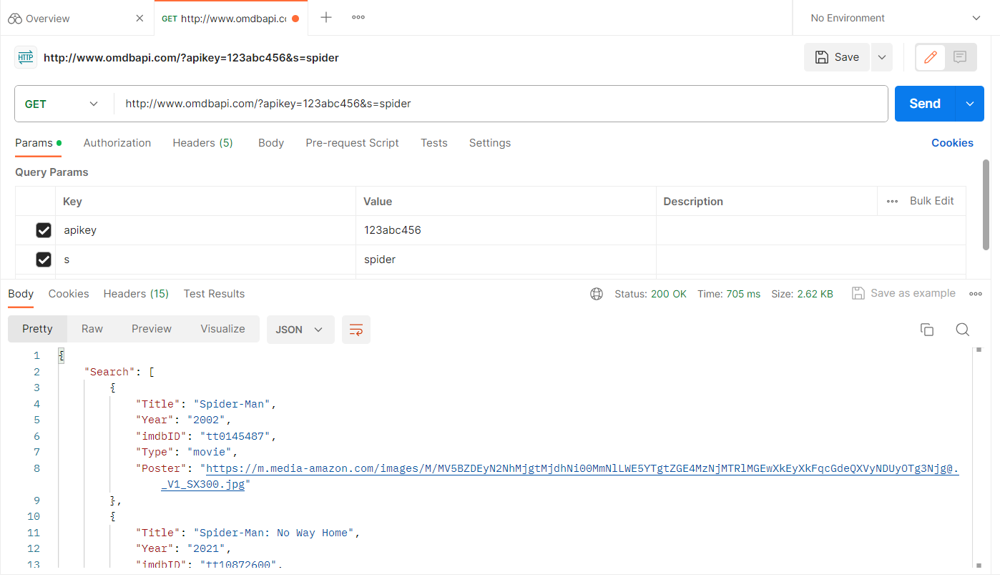 Overview
GET http://www.omdbapi.cc
No Environment
HTTP http://www.omdbapi.com/?apikey=123abc456&s=spider
Save
GET http://www.omdbapi.com/?apikey=123abc456&s=spider
Send
Params Authorization Headers (5) Body Pre-request Script Tests Settings Cookies
Query Params
Key Value Description Bulk Edit
apikey 123abc456
s spider
Body Cookies Headers (15) Test Results Status: 200 OK Time: 705 ms Size: 2.62 KB Save as example
Pretty Raw Preview Visualize JSON
1 {
2 "Search": [
3 {
4 "Title": "Spider-Man",
5 "Year": "2002",
6 "imdbID": "tt0145487",
7 "Type": "movie",
8 "Poster": "https://m.media-amazon.com/images/M/MV5BZDEyN2NhMjgtMjdhNi00MmNlLWE5YTgtZGE4MzNjMTRlMGEwXkEyXkFqcGdeQXVyNDUyOTg3Njg@.
_V1_SX300.jpg"
9 },
10 {
11 "Title": "Spider-Man: No Way Home",
12 "Year": "2021",
13 "imdbID": "tt10872600",